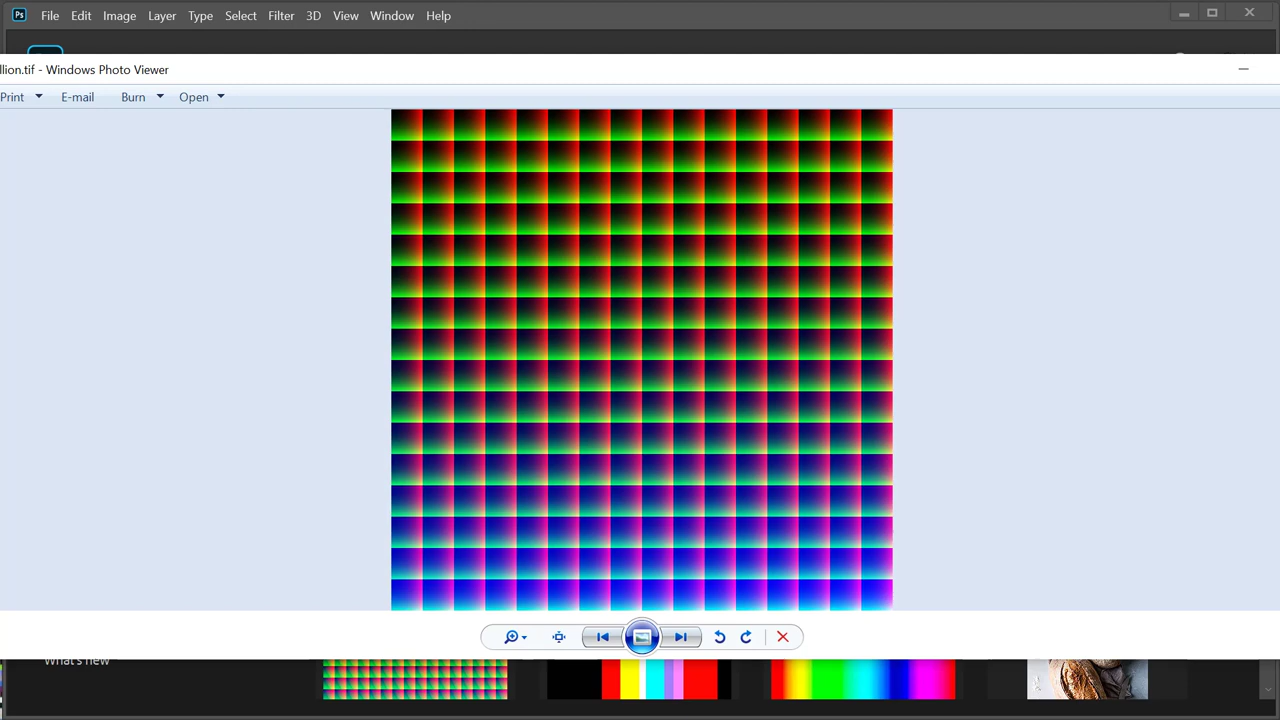 Ps File Edit Image Layer Type Select Filter 3D View Window Help
llion.tif - Windows Photo Viewer
Print E-mail Burn Open
What's new